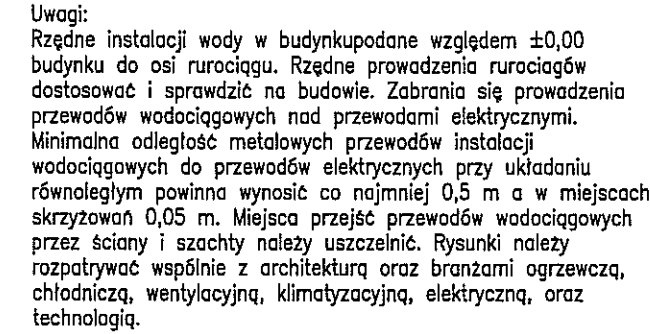 Uwagi:
Rzędne instalacji wody w budynkupodane względem ±0,00
budynku do osi rurociągu. Rzędne prowadzenia rurociagów
dostosować i sprawdzić na budowie. Zabrania się prowadzenia
przewodów wodociągowych nad przewodami elektrycznymi.
Minimalna odległość metalowych przewodów instalacji
wodociągowych do przewodów elektrycznych przy układaniu
równoległym powinna wynosić co najmniej 0,5 m a w miejscach
skrzyżowań 0,05 m. Miejsca przejść przewodów wodociągowych
przez ściany i szachty należy uszczelnić. Rysunki należy
rozpatrywać wspólnie z architekturą oraz branżami ogrzewczą,
chłodniczą, wentylacyjną, klimatyzacyjną, elektryczną, oraz
technologią.